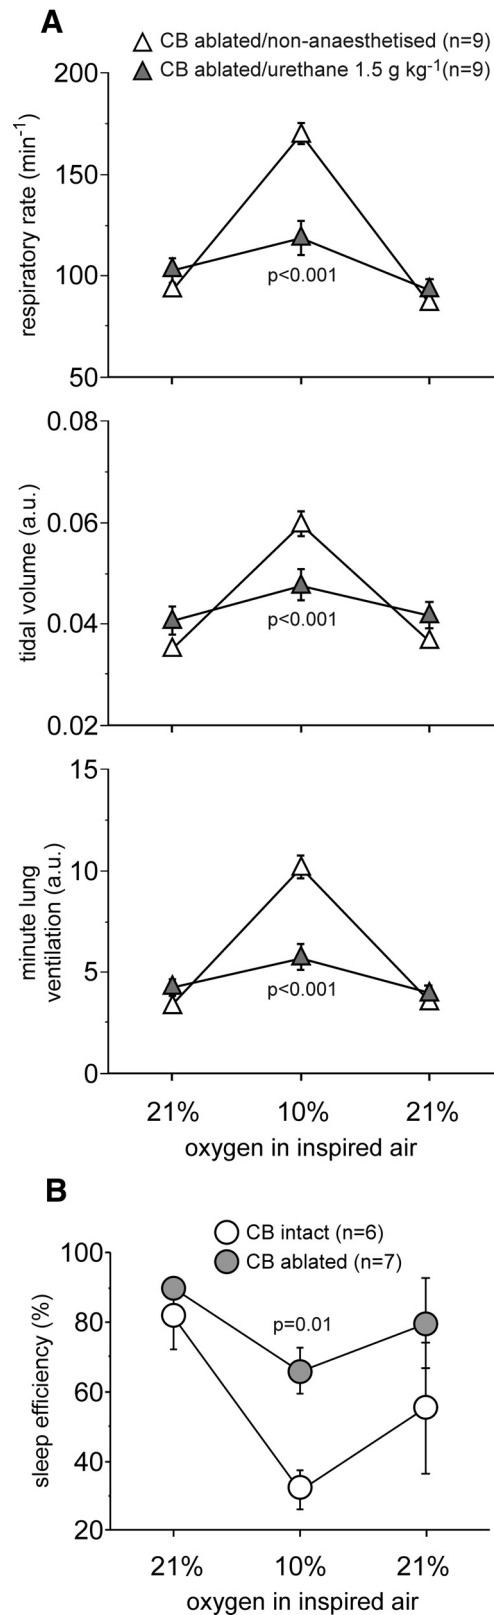 A
CB ablated/non-anaesthetised (n=9)
CB ablated/urethane 1.5 g kg⁻¹(n=9)
respiratory rate (min⁻¹)
200
150
100
50
p<0.001
tidal volume (a.u.)
0.08
0.06
0.04
0.02
p<0.001
minute lung
ventilation (a.u.)
15
10
5
0
p<0.001
21% 10% 21%
oxygen in inspired air
B
CB intact (n=6)
CB ablated (n=7)
sleep efficiency (%)
100
80
60
40
20
p=0.01
21% 10% 21%
oxygen in inspired air